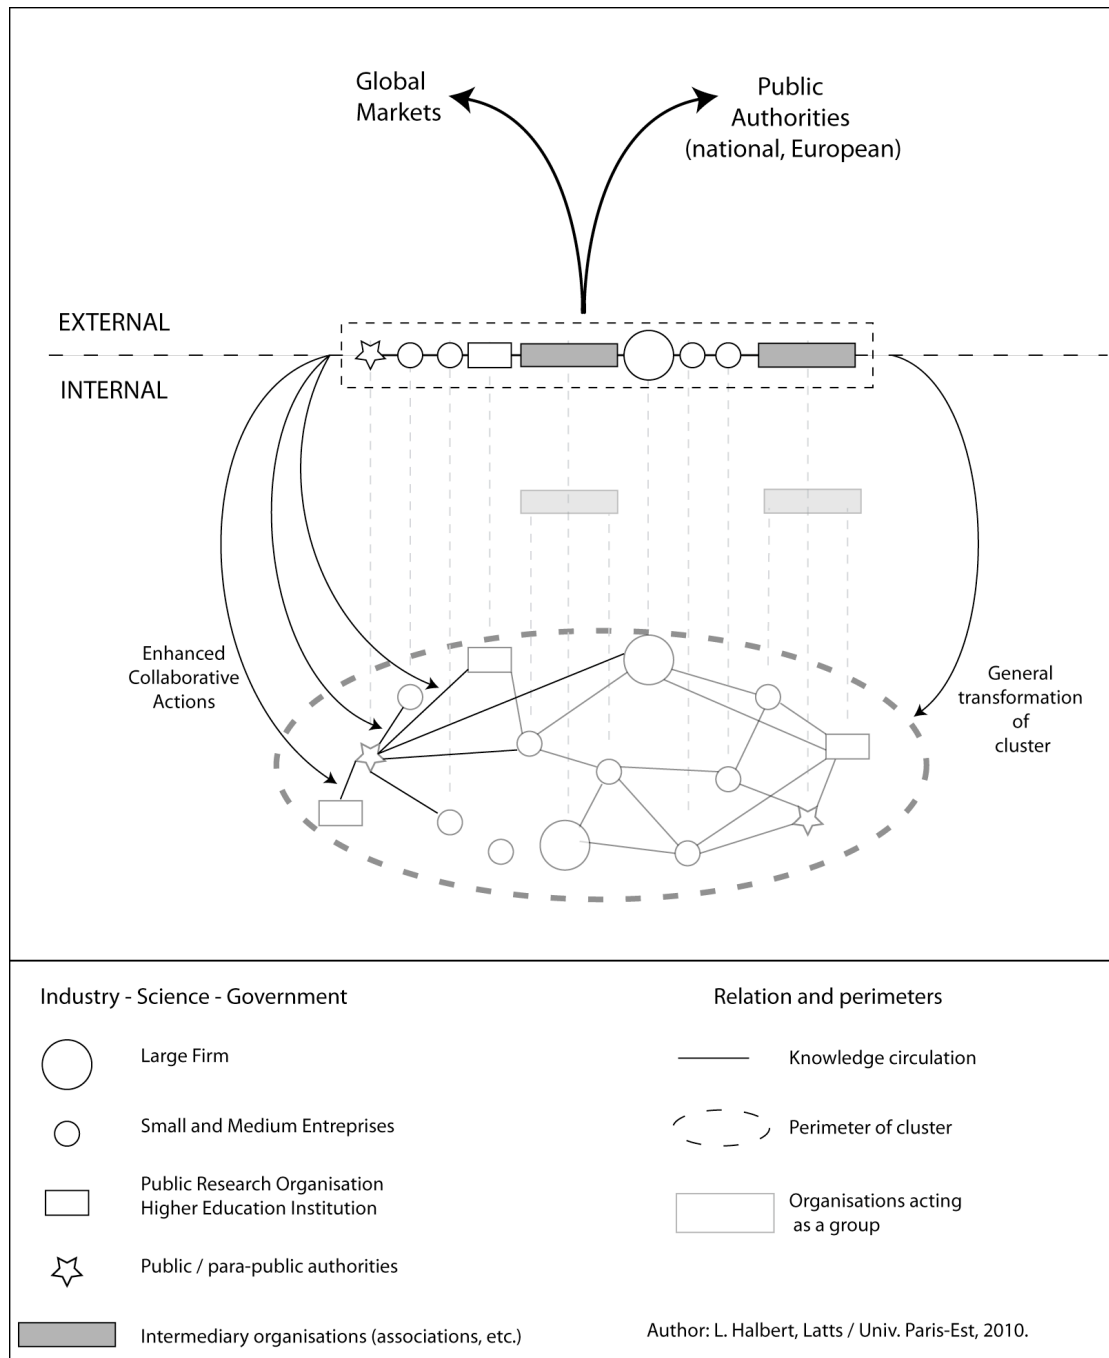 Global
Markets
Public
Authorities
(national, European)
EXTERNAL
INTERNAL
Enhanced
Collaborative
Actions
General
transformation
of
cluster
Industry - Science - Government
Large Firm
Small and Medium Entreprises
Public Research Organisation
Higher Education Institution
Public / para-public authorities
Intermediary organisations (associations, etc.)
Relation and perimeters
Knowledge circulation
Perimeter of cluster
Organisations acting
as a group
Author: L. Halbert, Latts / Univ. Paris-Est, 2010.